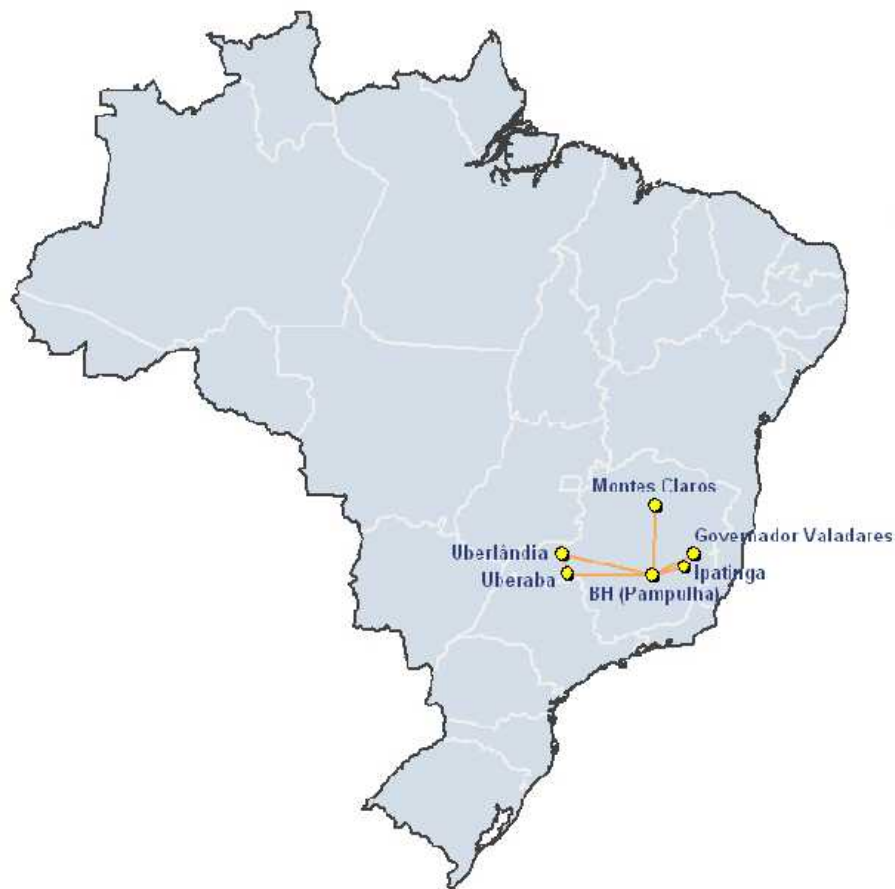 Montes Claros
Governador Valadares
Uberlândia
Ipatinga
Uberaba
BH (Pampulha)